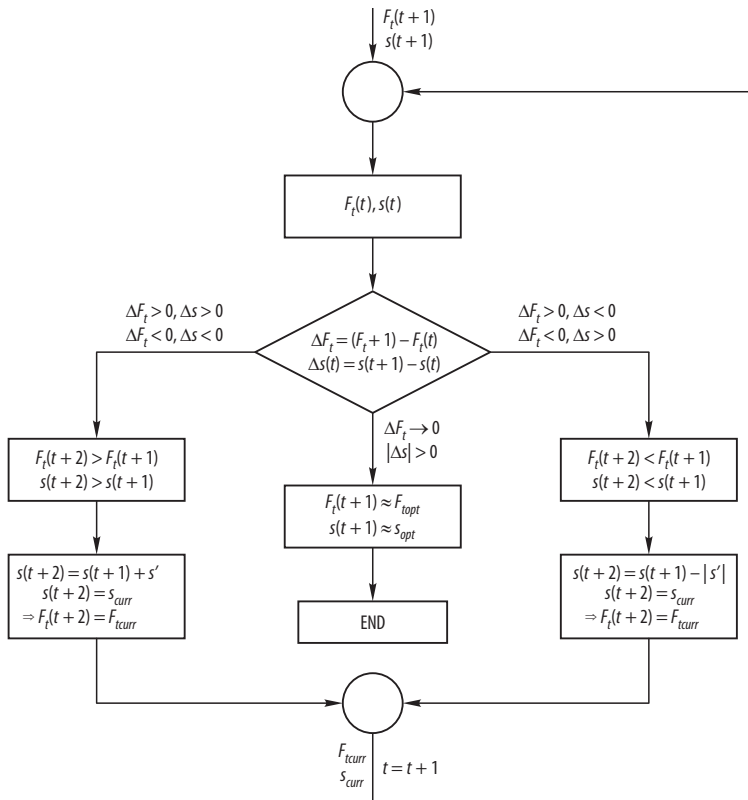 F_t(t+1)
s(t+1)
F_t(t), s(t)
ΔF_t > 0, Δs > 0
ΔF_t < 0, Δs < 0
ΔF_t = (F_t+1) − F_t(t)
Δs(t) = s(t+1) − s(t)
ΔF_t > 0, Δs < 0
ΔF_t < 0, Δs > 0
ΔF_t → 0
|Δs| > 0
F_t(t+2) > F_t(t+1)
s(t+2) > s(t+1)
F_t(t+1) ≈ F_topt
s(t+1) ≈ s_opt
F_t(t+2) < F_t(t+1)
s(t+2) < s(t+1)
s(t+2) = s(t+1) + s′
s(t+2) = s_curr
⇒ F_t(t+2) = F_tcurr
END
s(t+2) = s(t+1) − |s′|
s(t+2) = s_curr
⇒ F_t(t+2) = F_tcurr
F_tcurr
s_curr
t = t + 1